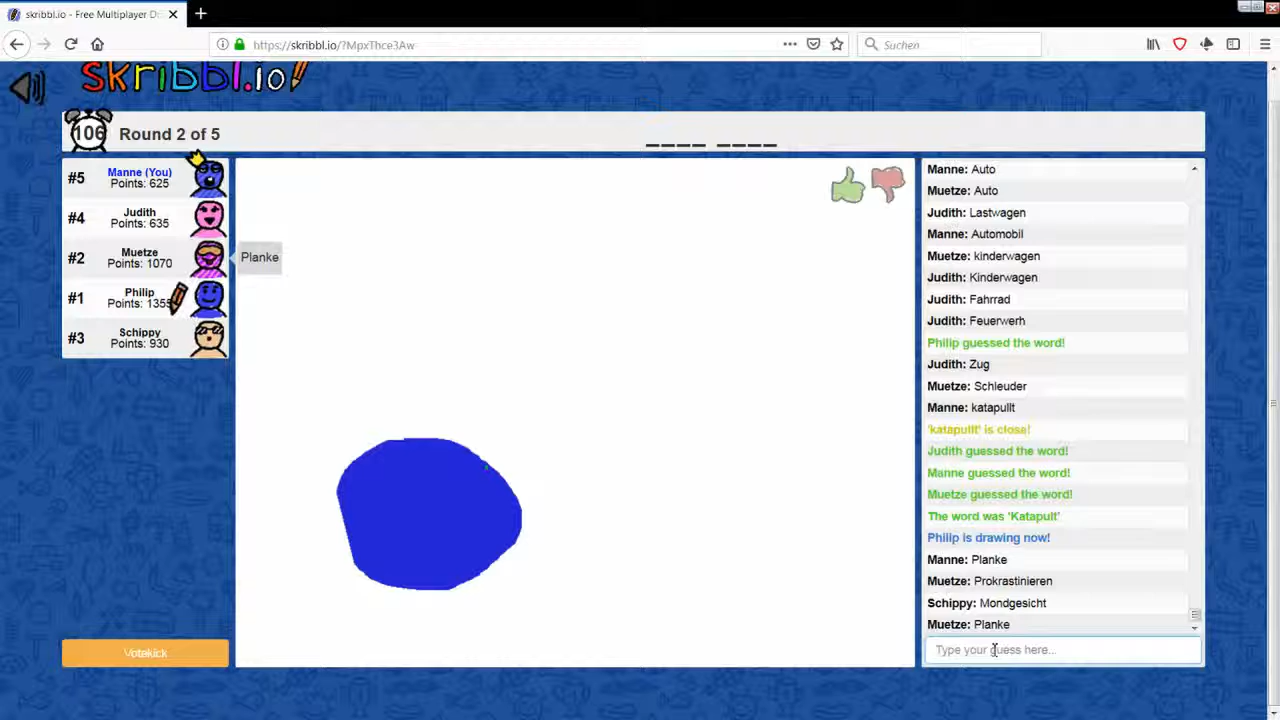 skribbl.io - Free Multiplayer Dr
https://skribbl.io/?MpxThce3Aw
Suchen
skribbl.io!
106 Round 2 of 5
____ ____
#5 Manne (You)
Points: 625
#4 Judith
Points: 635
#2 Muetze
Points: 1070
Planke
#1 Philip
Points: 1355
#3 Schippy
Points: 930
Votekick
Manne: Auto
Muetze: Auto
Judith: Lastwagen
Manne: Automobil
Muetze: kinderwagen
Judith: Kinderwagen
Judith: Fahrrad
Judith: Feuerwerh
Philip guessed the word!
Judith: Zug
Muetze: Schleuder
Manne: katapullt
'katapullt' is close!
Judith guessed the word!
Manne guessed the word!
Muetze guessed the word!
The word was 'Katapult'
Philip is drawing now!
Manne: Planke
Muetze: Prokrastinieren
Schippy: Mondgesicht
Muetze: Planke
Type your guess here...